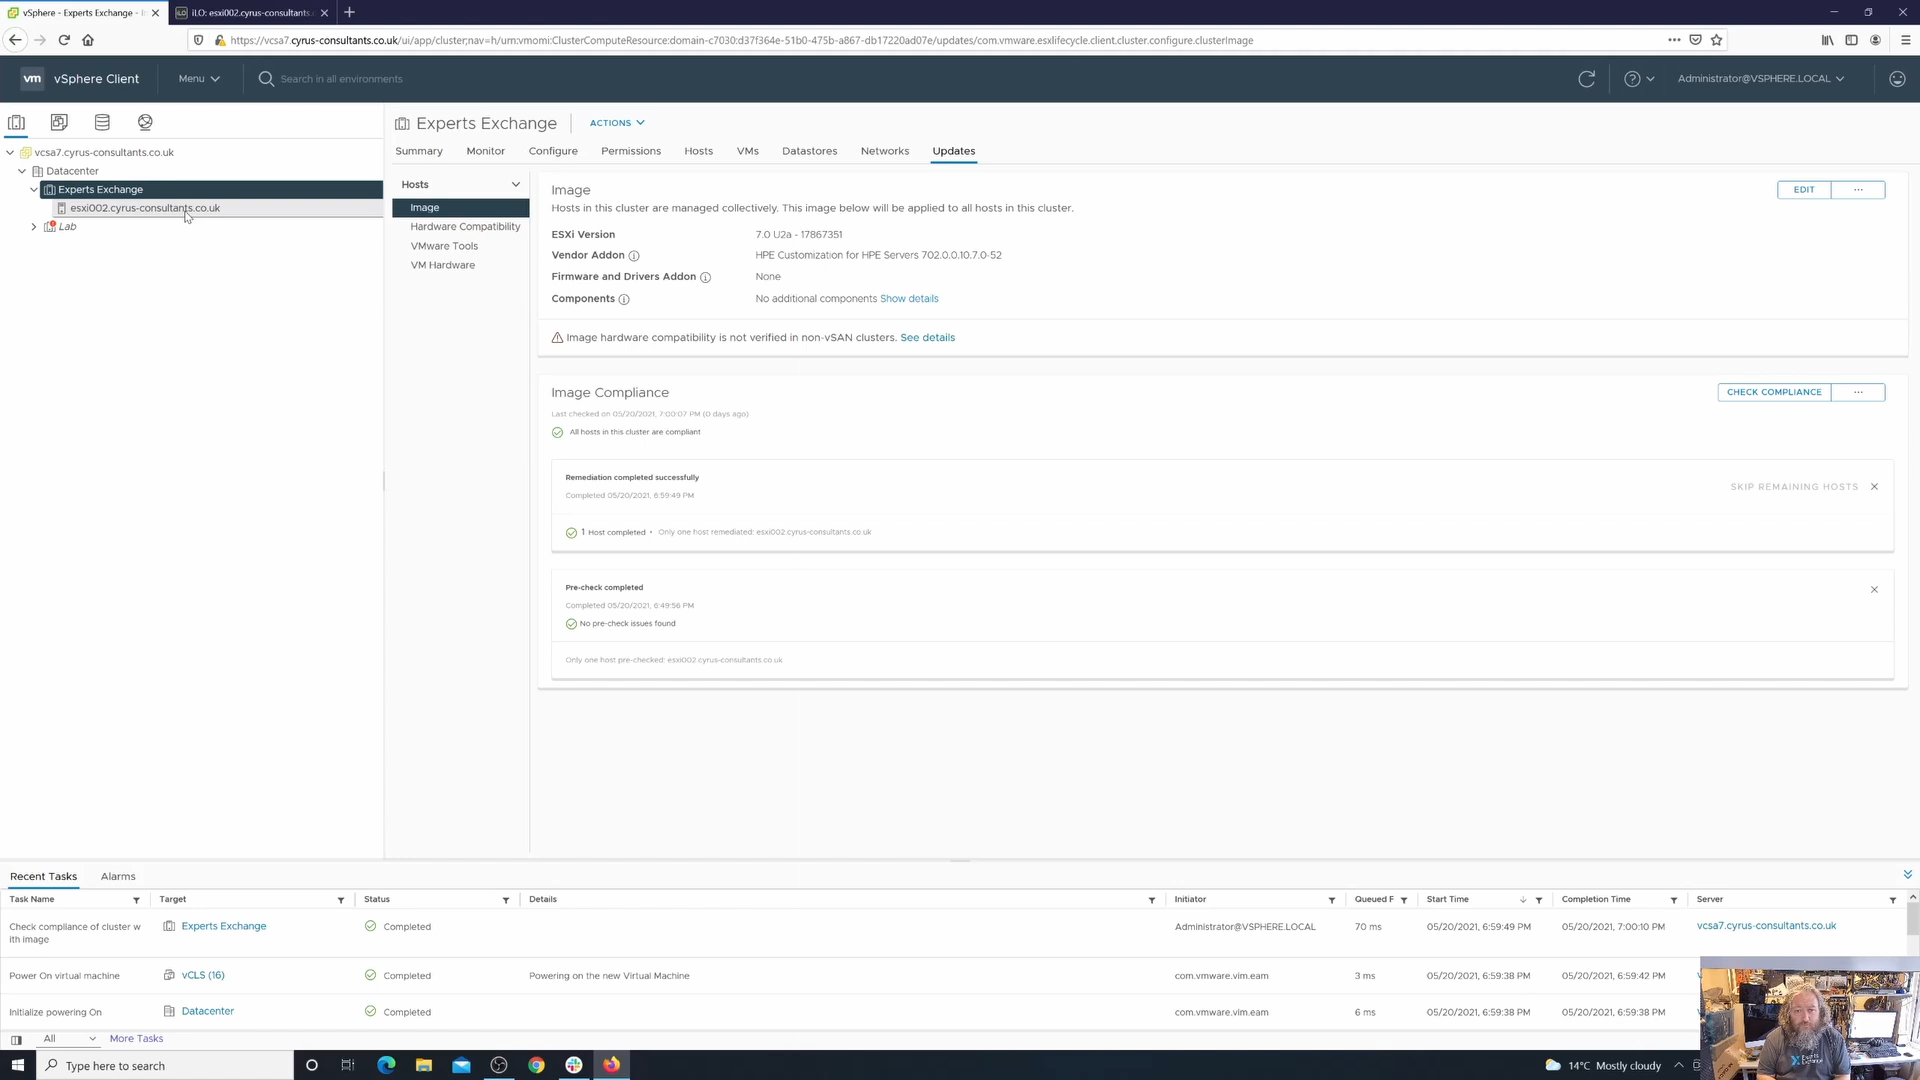 vSphere - Experts Exchange - I
iLO: esxi002.cyrus-consultants.
https://vcsa7.cyrus-consultants.co.uk/ui/app/cluster;nav=h/urn:vmomi:ClusterComputeResource:domain-c7030:d37f364e-51b0-475b-a867-db17220ad07e/updates/com.vmware.esxlifecycle.client.cluster.configure.clusterImage
vm vSphere Client
Menu
Search in all environments
Administrator@VSPHERE.LOCAL
vcsa7.cyrus-consultants.co.uk
Datacenter
Experts Exchange
esxi002.cyrus-consultants.co.uk
Lab
Experts Exchange
ACTIONS
Summary Monitor Configure Permissions Hosts VMs Datastores Networks Updates
Hosts
Image
Hardware Compatibility
VMware Tools
VM Hardware
Image
EDIT ...
Hosts in this cluster are managed collectively. This image below will be applied to all hosts in this cluster.
ESXi Version 7.0 U2a - 17867351
Vendor Addon HPE Customization for HPE Servers 702.0.0.10.7.0-52
Firmware and Drivers Addon None
Components No additional components Show details
Image hardware compatibility is not verified in non-vSAN clusters. See details
Image Compliance
CHECK COMPLIANCE ...
Last checked on 05/20/2021, 7:00:07 PM (0 days ago)
All hosts in this cluster are compliant
Remediation completed successfully
SKIP REMAINING HOSTS
Completed 05/20/2021, 6:59:49 PM
1 Host completed • Only one host remediated: esxi002.cyrus-consultants.co.uk
Pre-check completed
Completed 05/20/2021, 6:49:56 PM
No pre-check issues found
Only one host pre-checked: esxi002.cyrus-consultants.co.uk
Recent Tasks Alarms
Task Name Target Status Details Initiator Queued F Start Time Completion Time Server
Check compliance of cluster w
ith image
Experts Exchange Completed Administrator@VSPHERE.LOCAL 70 ms 05/20/2021, 6:59:49 PM 05/20/2021, 7:00:10 PM vcsa7.cyrus-consultants.co.uk
Power On virtual machine vCLS (16) Completed Powering on the new Virtual Machine com.vmware.vim.eam 3 ms 05/20/2021, 6:59:38 PM 05/20/2021, 6:59:42 PM
Initialize powering On Datacenter Completed com.vmware.vim.eam 6 ms 05/20/2021, 6:59:38 PM 05/20/2021, 6:59:38 PM
All More Tasks
Type here to search
14°C Mostly cloudy
Experts
Exchange